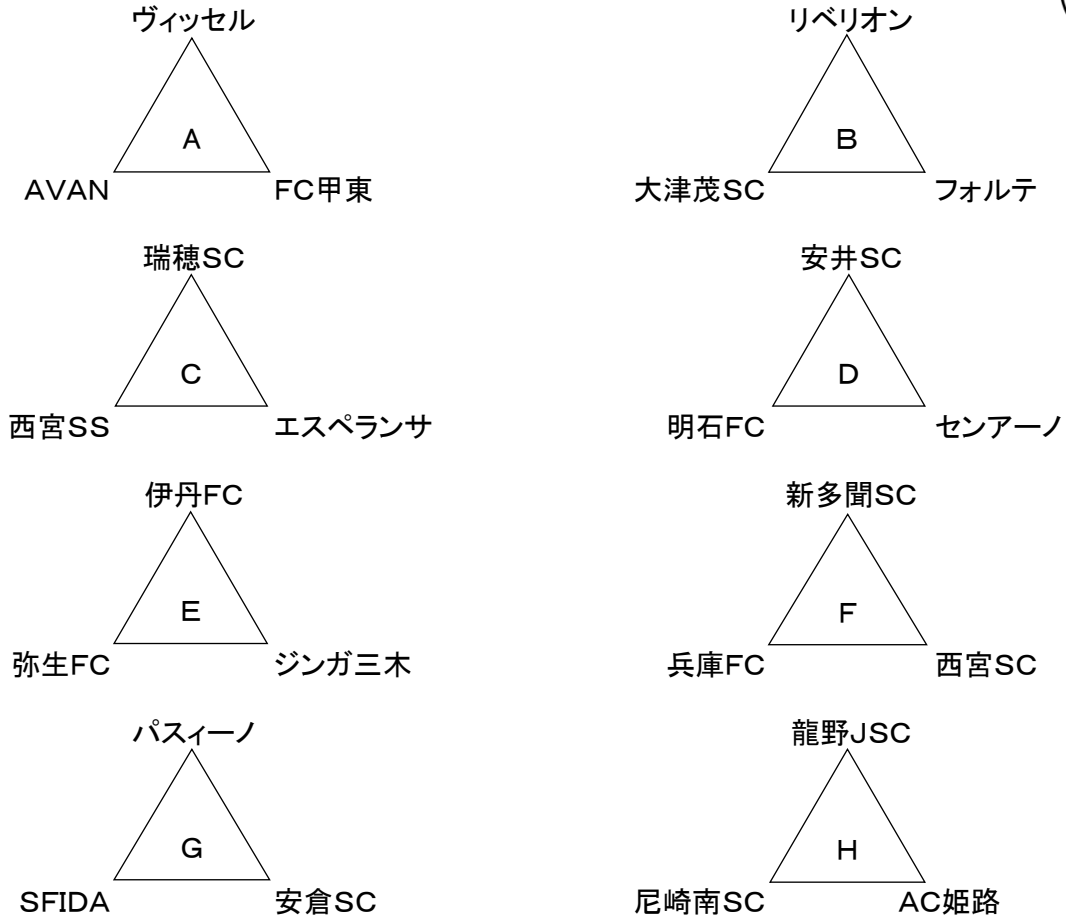 ヴィッセル
リベリオン
A
B
AVAN
FC甲東
大津茂SC
フォルテ
瑞穂SC
安井SC
C
D
西宮SS
エスペランサ
明石FC
センアーノ
伊丹FC
新多聞SC
E
F
弥生FC
ジンガ三木
兵庫FC
西宮SC
パスィーノ
龍野JSC
G
H
SFIDA
安倉SC
尼崎南SC
AC姫路